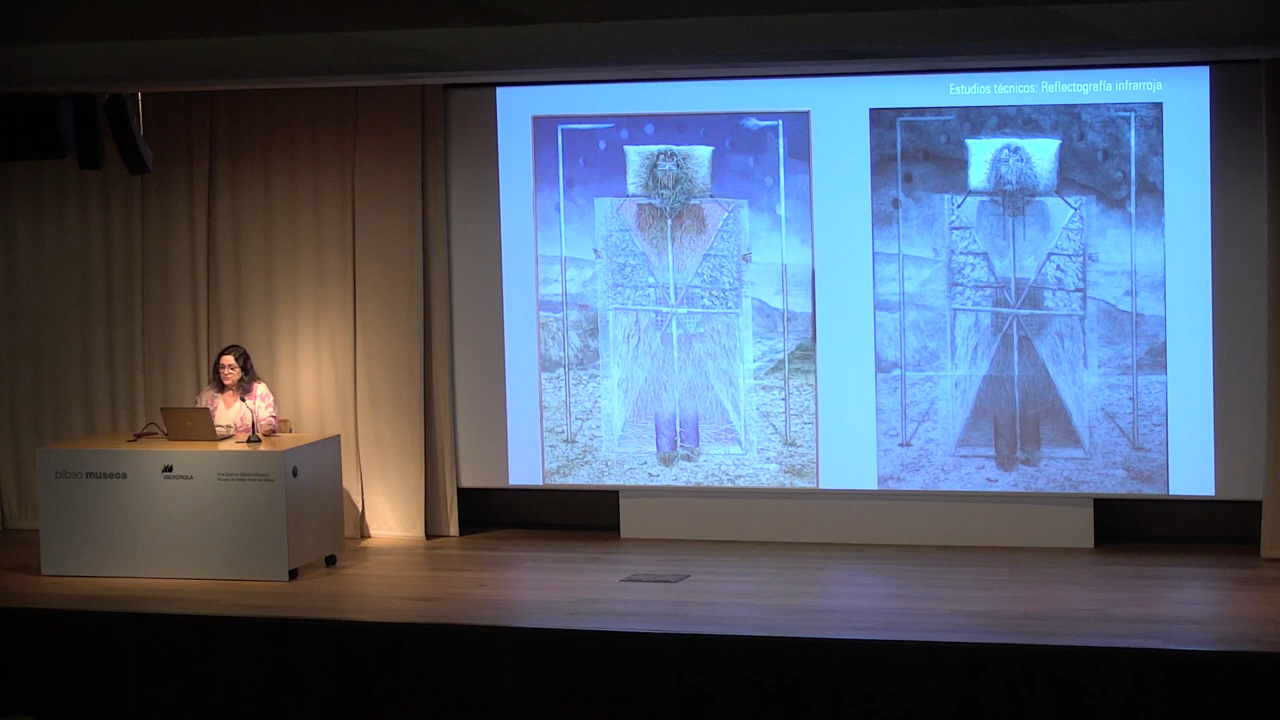 Estudios técnicos: Reflectografía infrarroja
bilbao museoa
IBERDROLA